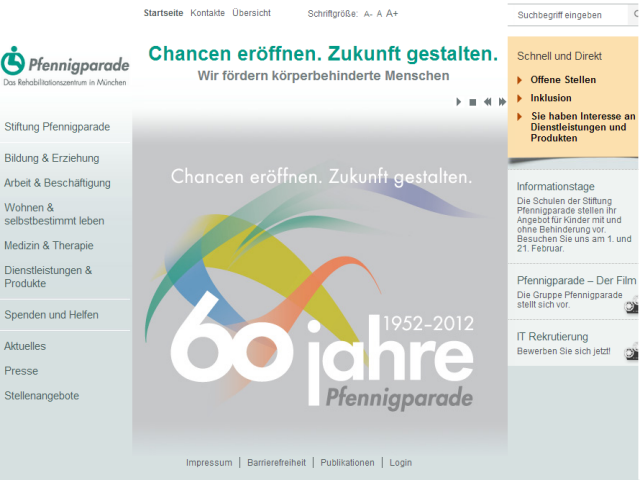 Startseite Kontakte Übersicht Schriftgröße: A- A A+
Suchbegriff eingeben
Pfennigparade
Das Rehabilitationszentrum in München
Chancen eröffnen. Zukunft gestalten.
Wir fördern körperbehinderte Menschen
Stiftung Pfennigparade
Bildung & Erziehung
Arbeit & Beschäftigung
Wohnen &
selbstbestimmt leben
Medizin & Therapie
Dienstleistungen &
Produkte
Spenden und Helfen
Aktuelles
Presse
Stellenangebote
Chancen eröffnen. Zukunft gestalten.
1952–2012
60 jahre
Pfennigparade
Schnell und Direkt
Offene Stellen
Inklusion
Sie haben Interesse an
Dienstleistungen und
Produkten
Informationstage
Die Schulen der Stiftung
Pfennigparade stellen ihr
Angebot für Kinder mit und
ohne Behinderung vor.
Besuchen Sie uns am 1. und
21. Februar.
Pfennigparade – Der Film
Die Gruppe Pfennigparade
stellt sich vor.
IT Rekrutierung
Bewerben Sie sich jetzt!
Impressum | Barrierefreiheit | Publikationen | Login